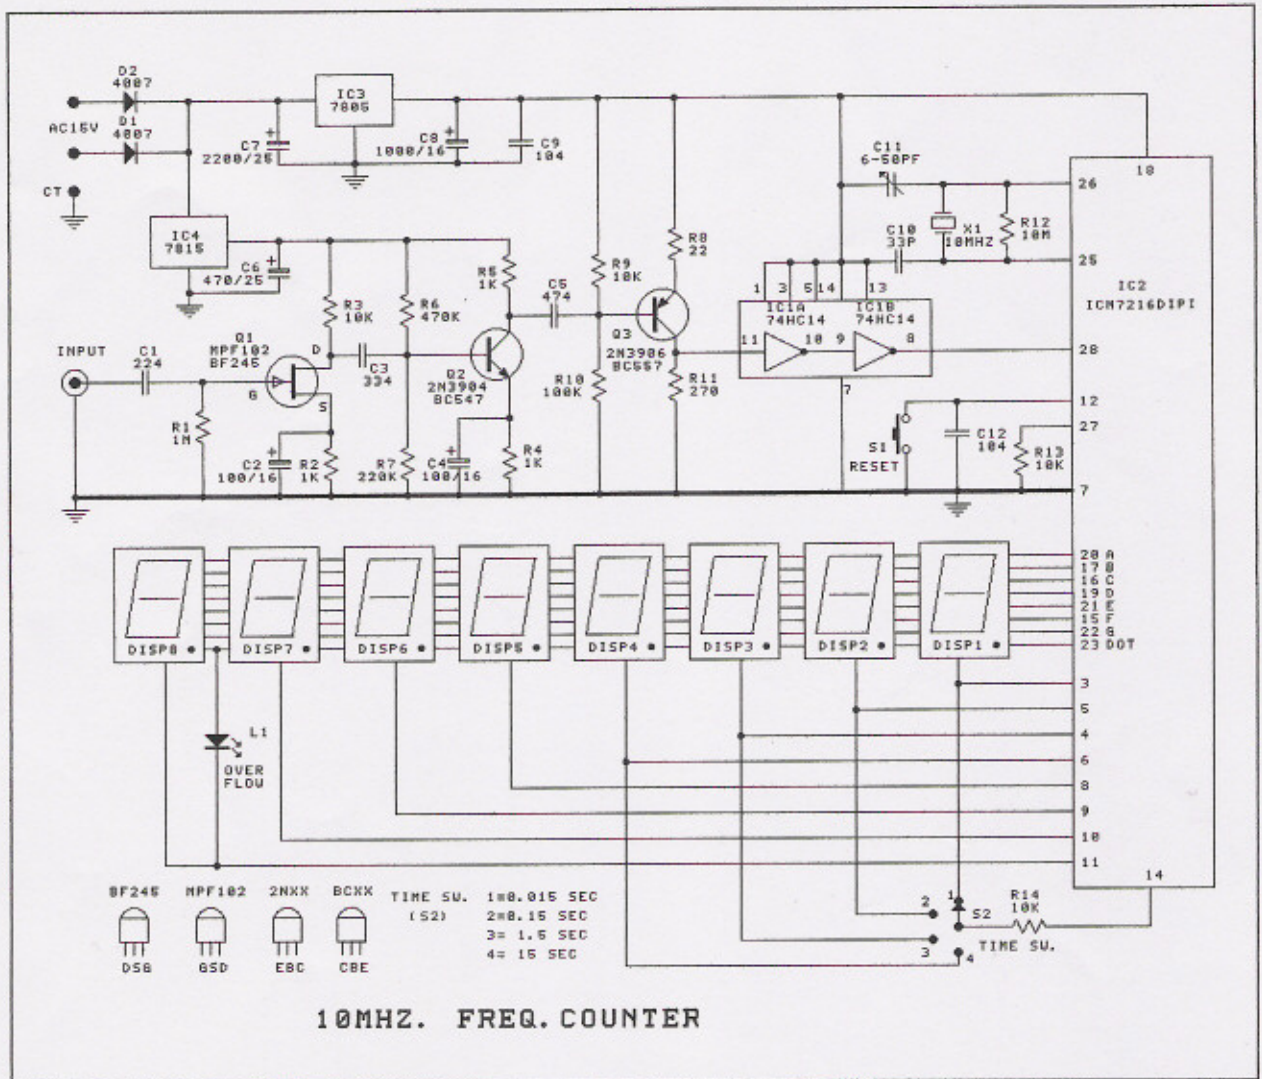 D2
4007
AC15V
D1
4007
CT
IC3
7805
C7
2200/25
C8
1000/16
C9
104
IC4
7815
C6
470/25
R3
10K
R6
470K
R5
1K
C5
474
R9
10K
R8
22
C11
6-50PF
C10
33P
X1
10MHZ
R12
10M
18
26
25
IC2
ICM7216DIPI
1 3 5 14 13
IC1A
74HC14
IC1B
74HC14
11 10 9 8
7
28
INPUT
C1
224
Q1
MPF102
BF245
D
G
S
C3
334
Q2
2N3904
BC547
Q3
2N3906
BC557
R10
100K
R11
270
R1
1M
C2
100/16
R2
1K
R7
220K
C4
100/16
R4
1K
S1
RESET
C12
104
R13
10K
12
27
7
DISP8 DISP7 DISP6 DISP5 DISP4 DISP3 DISP2 DISP1
20 A
17 B
16 C
19 D
21 E
15 F
22 G
23 DOT
3
5
4
6
8
9
10
11
14
L1
OVER
FLOW
BF245 MPF102 2NXX BCXX
DSG GSD EBC CBE
TIME SW. 1=0.015 SEC
(S2) 2=0.15 SEC
3= 1.5 SEC
4= 15 SEC
1
2
3
4
S2
R14
10K
TIME SW.
10MHZ. FREQ. COUNTER